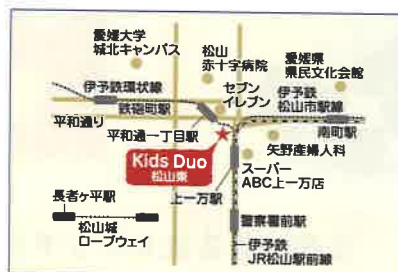 愛媛大学
城北キャンパス
松山
赤十字病院
愛媛県
県民文化会館
セブン
イレブン
伊予鉄環状線
伊予鉄
松山市駅線
鉄砲町駅
平和通り
平和通一丁目駅
南町駅
矢野産婦人科
Kids Duo
松山東
スーパー
ABC上一万店
上一万駅
長者ヶ平駅
松山城
ロープウェイ
警察署前駅
伊予鉄
JR松山駅前線